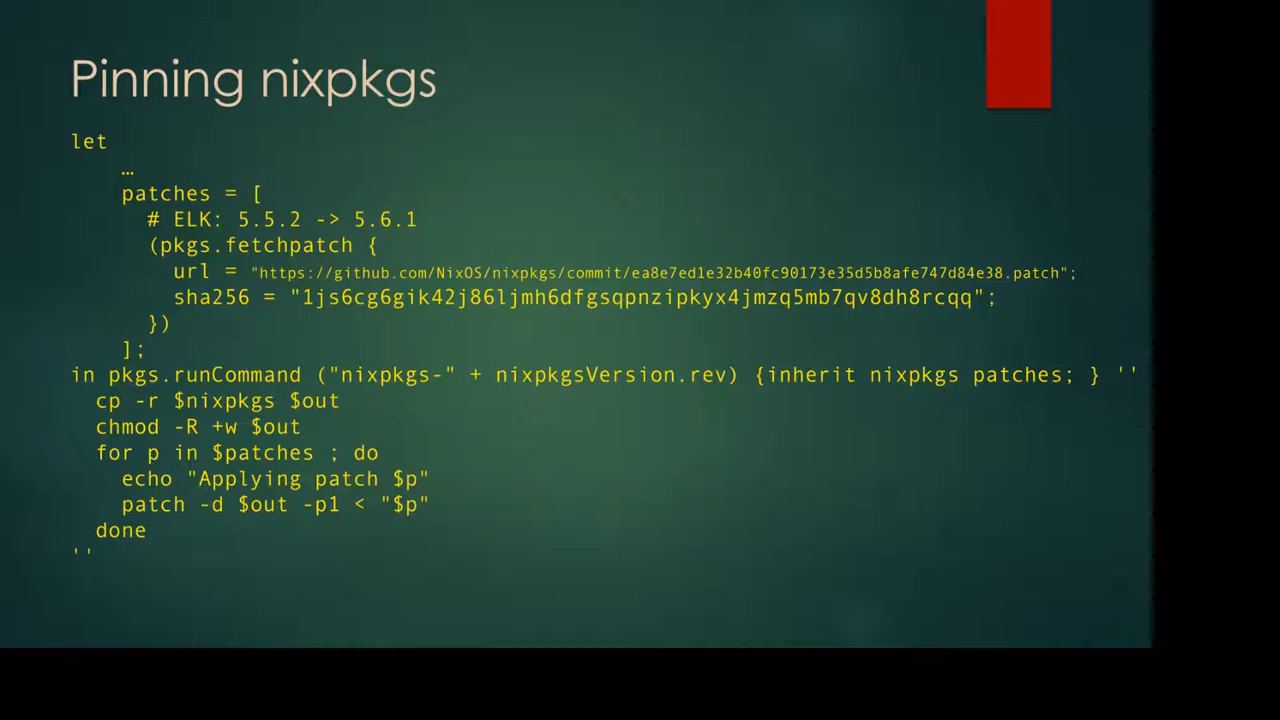 Pinning nixpkgs
let
…
patches = [
# ELK: 5.5.2 -> 5.6.1
(pkgs.fetchpatch {
url = "https://github.com/NixOS/nixpkgs/commit/ea8e7ed1e32b40fc90173e35d5b8afe747d84e38.patch";
sha256 = "1js6cg6gik42j86ljmh6dfgsqpnzipkyx4jmzq5mb7qv8dh8rcqq";
})
];
in pkgs.runCommand ("nixpkgs-" + nixpkgsVersion.rev) {inherit nixpkgs patches; } ''
cp -r $nixpkgs $out
chmod -R +w $out
for p in $patches ; do
echo "Applying patch $p"
patch -d $out -p1 < "$p"
done
''